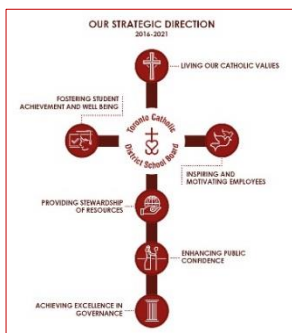 OUR STRATEGIC DIRECTION
2016-2021
LIVING OUR CATHOLIC VALUES
FOSTERING STUDENT
ACHIEVEMENT AND WELL BEING
Toronto Catholic
District School Board
INSPIRING AND
MOTIVATING EMPLOYEES
PROVIDING STEWARDSHIP
OF RESOURCES
ENHANCING PUBLIC
CONFIDENCE
ACHIEVING EXCELLENCE IN
GOVERNANCE